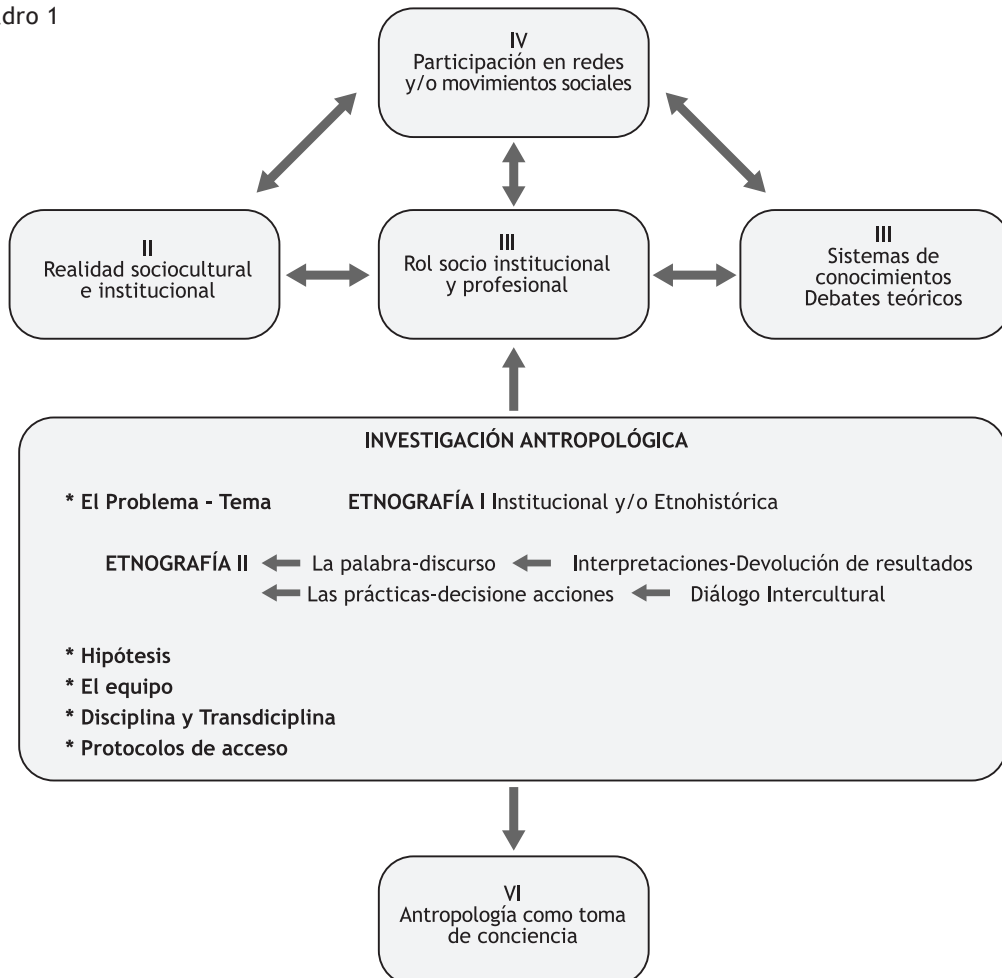 dro 1
IV
Participación en redes
y/o movimientos sociales
II
Realidad sociocultural
e institucional
III
Rol socio institucional
y profesional
III
Sistemas de
conocimientos
Debates teóricos
INVESTIGACIÓN ANTROPOLÓGICA
* El Problema - Tema ETNOGRAFÍA I Institucional y/o Etnohistórica
ETNOGRAFÍA II La palabra-discurso Interpretaciones-Devolución de resultados
Las prácticas-decisione acciones Diálogo Intercultural
* Hipótesis
* El equipo
* Disciplina y Transdiciplina
* Protocolos de acceso
VI
Antropología como toma
de conciencia